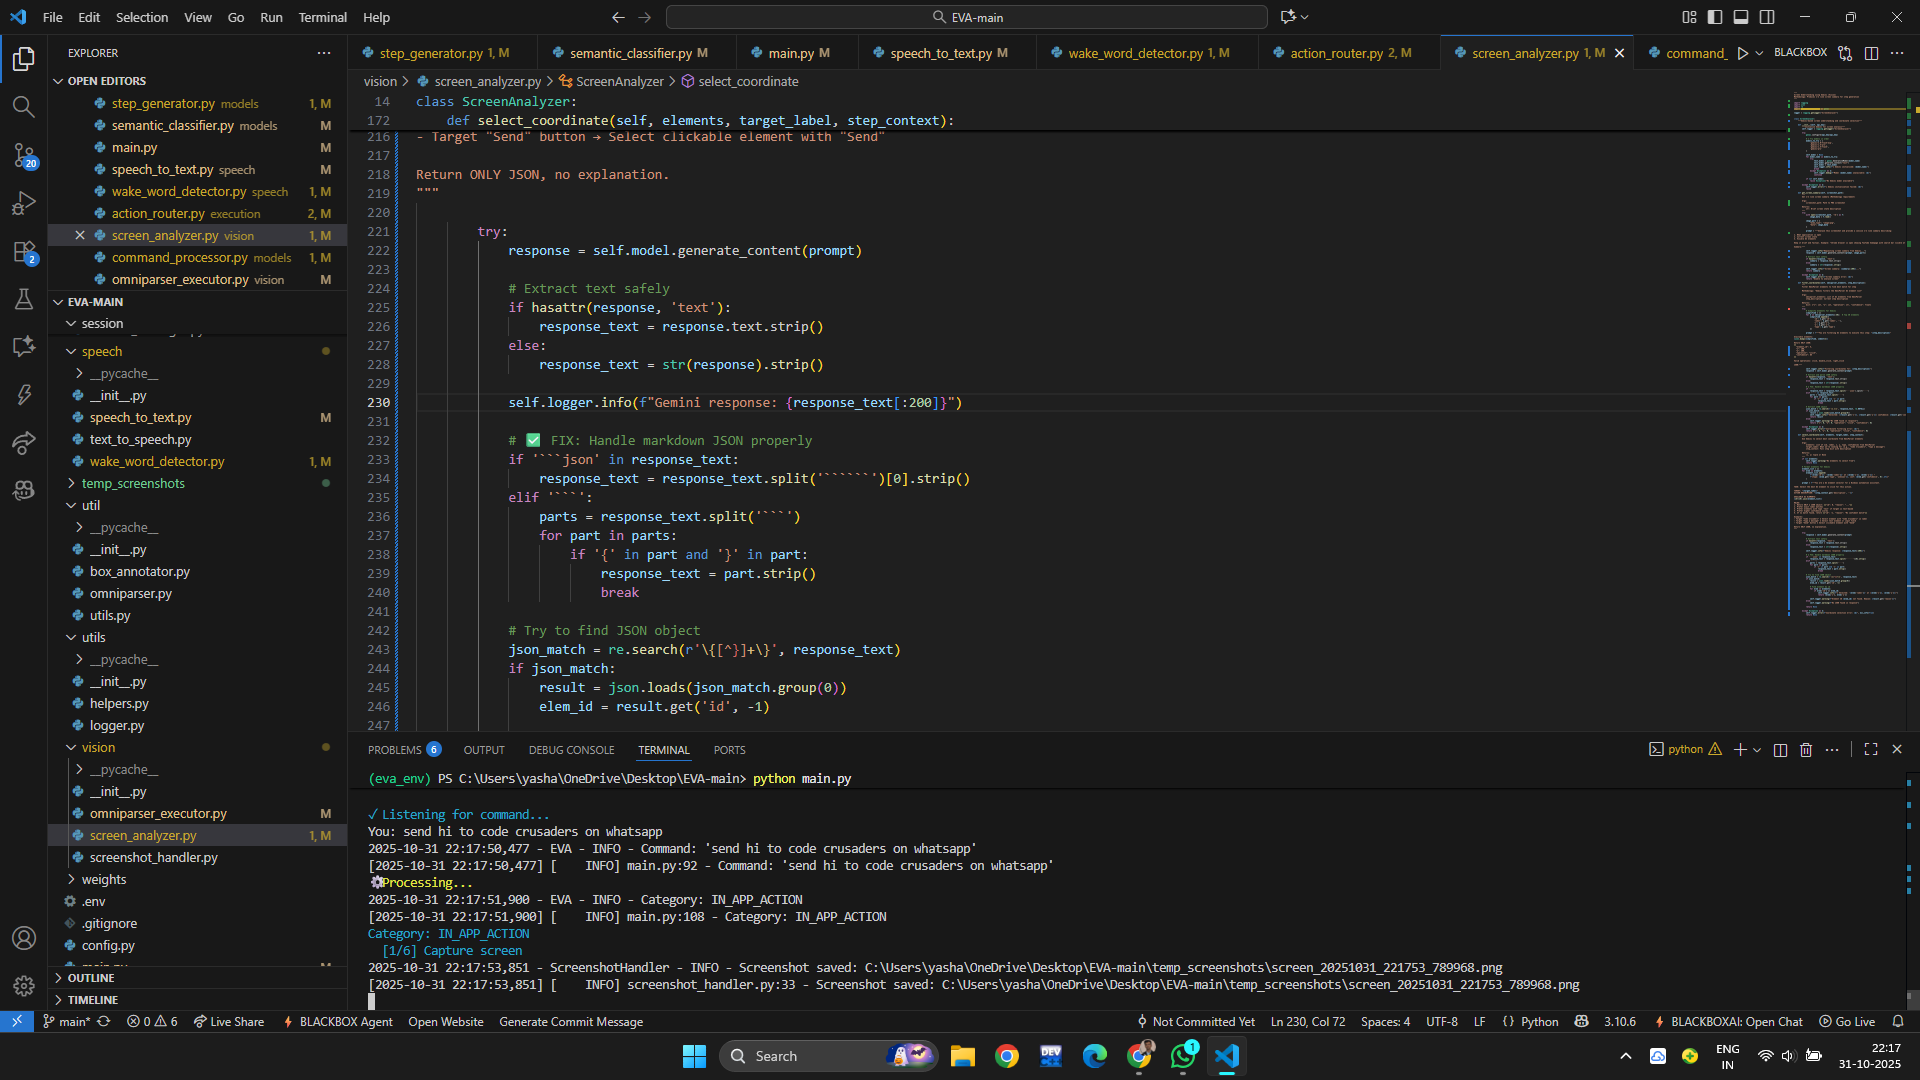 File Edit Selection View Go Run Terminal Help
EVA-main
EXPLORER
OPEN EDITORS
step_generator.py models 1, M
semantic_classifier.py models M
main.py M
speech_to_text.py speech M
wake_word_detector.py speech 1, M
action_router.py execution 2, M
screen_analyzer.py vision 1, M
command_processor.py models 1, M
omniparser_executor.py vision M
EVA-MAIN
session
speech
__pycache__
__init__.py
speech_to_text.py M
text_to_speech.py
wake_word_detector.py 1, M
temp_screenshots
util
__pycache__
__init__.py
box_annotator.py
omniparser.py
utils.py
utils
__pycache__
__init__.py
helpers.py
logger.py
vision
__pycache__
__init__.py
omniparser_executor.py M
screen_analyzer.py 1, M
screenshot_handler.py
weights
.env
.gitignore
config.py
OUTLINE
TIMELINE
20
2
step_generator.py 1, M semantic_classifier.py M main.py M speech_to_text.py M wake_word_detector.py 1, M action_router.py 2, M screen_analyzer.py 1, M command_ BLACKBOX
vision > screen_analyzer.py > ScreenAnalyzer > select_coordinate
14 class ScreenAnalyzer:
172 def select_coordinate(self, elements, target_label, step_context):
216 - Target "Send" button → Select clickable element with "Send"
217
218 Return ONLY JSON, no explanation.
219 """
220
221 try:
222 response = self.model.generate_content(prompt)
223
224 # Extract text safely
225 if hasattr(response, 'text'):
226 response_text = response.text.strip()
227 else:
228 response_text = str(response).strip()
229
230 self.logger.info(f"Gemini response: {response_text[:200]}")
231
232 # ✅ FIX: Handle markdown JSON properly
233 if '```json' in response_text:
234 response_text = response_text.split('``````')[0].strip()
235 elif '```':
236 parts = response_text.split('```')
237 for part in parts:
238 if '{' in part and '}' in part:
239 response_text = part.strip()
240 break
241
242 # Try to find JSON object
243 json_match = re.search(r'\{[^}]+\}', response_text)
244 if json_match:
245 result = json.loads(json_match.group(0))
246 elem_id = result.get('id', -1)
247
PROBLEMS 6 OUTPUT DEBUG CONSOLE TERMINAL PORTS
python
(eva_env) PS C:\Users\yasha\OneDrive\Desktop\EVA-main> python main.py
✓ Listening for command...
You: send hi to code crusaders on whatsapp
2025-10-31 22:17:50,477 - EVA - INFO - Command: 'send hi to code crusaders on whatsapp'
[2025-10-31 22:17:50,477] [    INFO] main.py:92 - Command: 'send hi to code crusaders on whatsapp'
⚙Processing...
2025-10-31 22:17:51,900 - EVA - INFO - Category: IN_APP_ACTION
[2025-10-31 22:17:51,900] [    INFO] main.py:108 - Category: IN_APP_ACTION
Category: IN_APP_ACTION
[1/6] Capture screen
2025-10-31 22:17:53,851 - ScreenshotHandler - INFO - Screenshot saved: C:\Users\yasha\OneDrive\Desktop\EVA-main\temp_screenshots\screen_20251031_221753_789968.png
[2025-10-31 22:17:53,851] [    INFO] screenshot_handler.py:33 - Screenshot saved: C:\Users\yasha\OneDrive\Desktop\EVA-main\temp_screenshots\screen_20251031_221753_789968.png
main* 0 6 Live Share BLACKBOX Agent Open Website Generate Commit Message Not Committed Yet Ln 230, Col 72 Spaces: 4 UTF-8 LF {} Python 3.10.6 BLACKBOXAI: Open Chat Go Live
Search
DEV
1
ENG
IN
22:17
31-10-2025